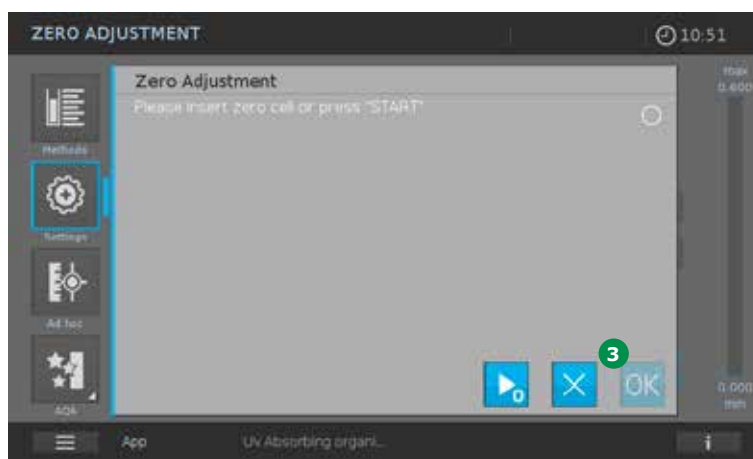 ZERO ADJUSTMENT
10:51
Zero Adjustment
Please insert zero cell or press "START"
max
0.600
Methods
Settings
Ad hoc
AQA
3
0
OK
0.000
min
App
Uv Absorbing organi...
i